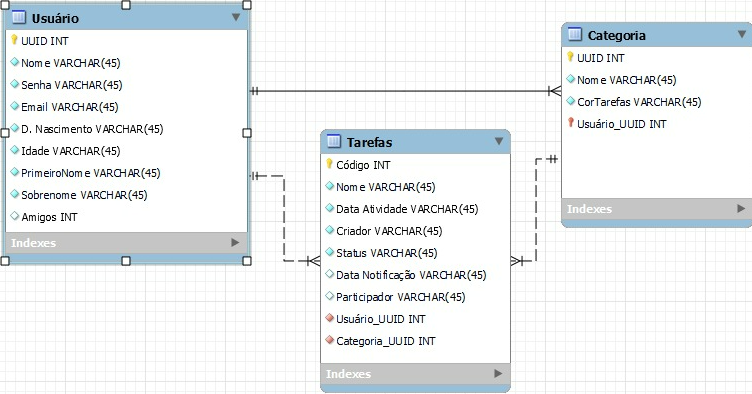 Usuário
UUID INT
Nome VARCHAR(45)
Senha VARCHAR(45)
Email VARCHAR(45)
D. Nascimento VARCHAR(45)
Idade VARCHAR(45)
PrimeiroNome VARCHAR(45)
Sobrenome VARCHAR(45)
Amigos INT
Indexes
Tarefas
Código INT
Nome VARCHAR(45)
Data Atividade VARCHAR(45)
Criador VARCHAR(45)
Status VARCHAR(45)
Data Notificação VARCHAR(45)
Participador VARCHAR(45)
Usuário_UUID INT
Categoria_UUID INT
Indexes
Categoria
UUID INT
Nome VARCHAR(45)
CorTarefas VARCHAR(45)
Usuário_UUID INT
Indexes